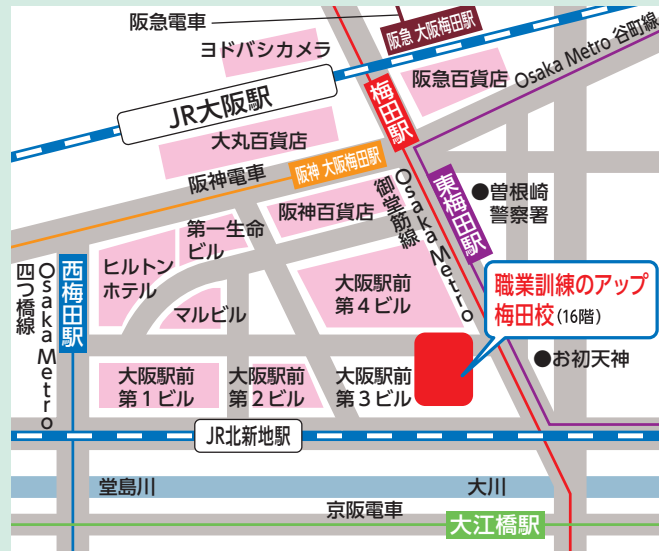 阪急電車
阪急 大阪梅田駅
ヨドバシカメラ
Osaka Metro 谷町線
阪急百貨店
JR大阪駅
梅田駅
大丸百貨店
阪神 大阪梅田駅
阪神電車
東梅田駅
●曽根崎
警察署
阪神百貨店
御堂筋線
Osaka Metro
第一生命
ビル
ヒルトン
ホテル
マルビル
西梅田駅
Osaka Metro
四つ橋線
大阪駅前
第4ビル
職業訓練のアップ
梅田校(16階)
●お初天神
大阪駅前
第1ビル
大阪駅前
第2ビル
大阪駅前
第3ビル
JR北新地駅
堂島川
大川
京阪電車
大江橋駅